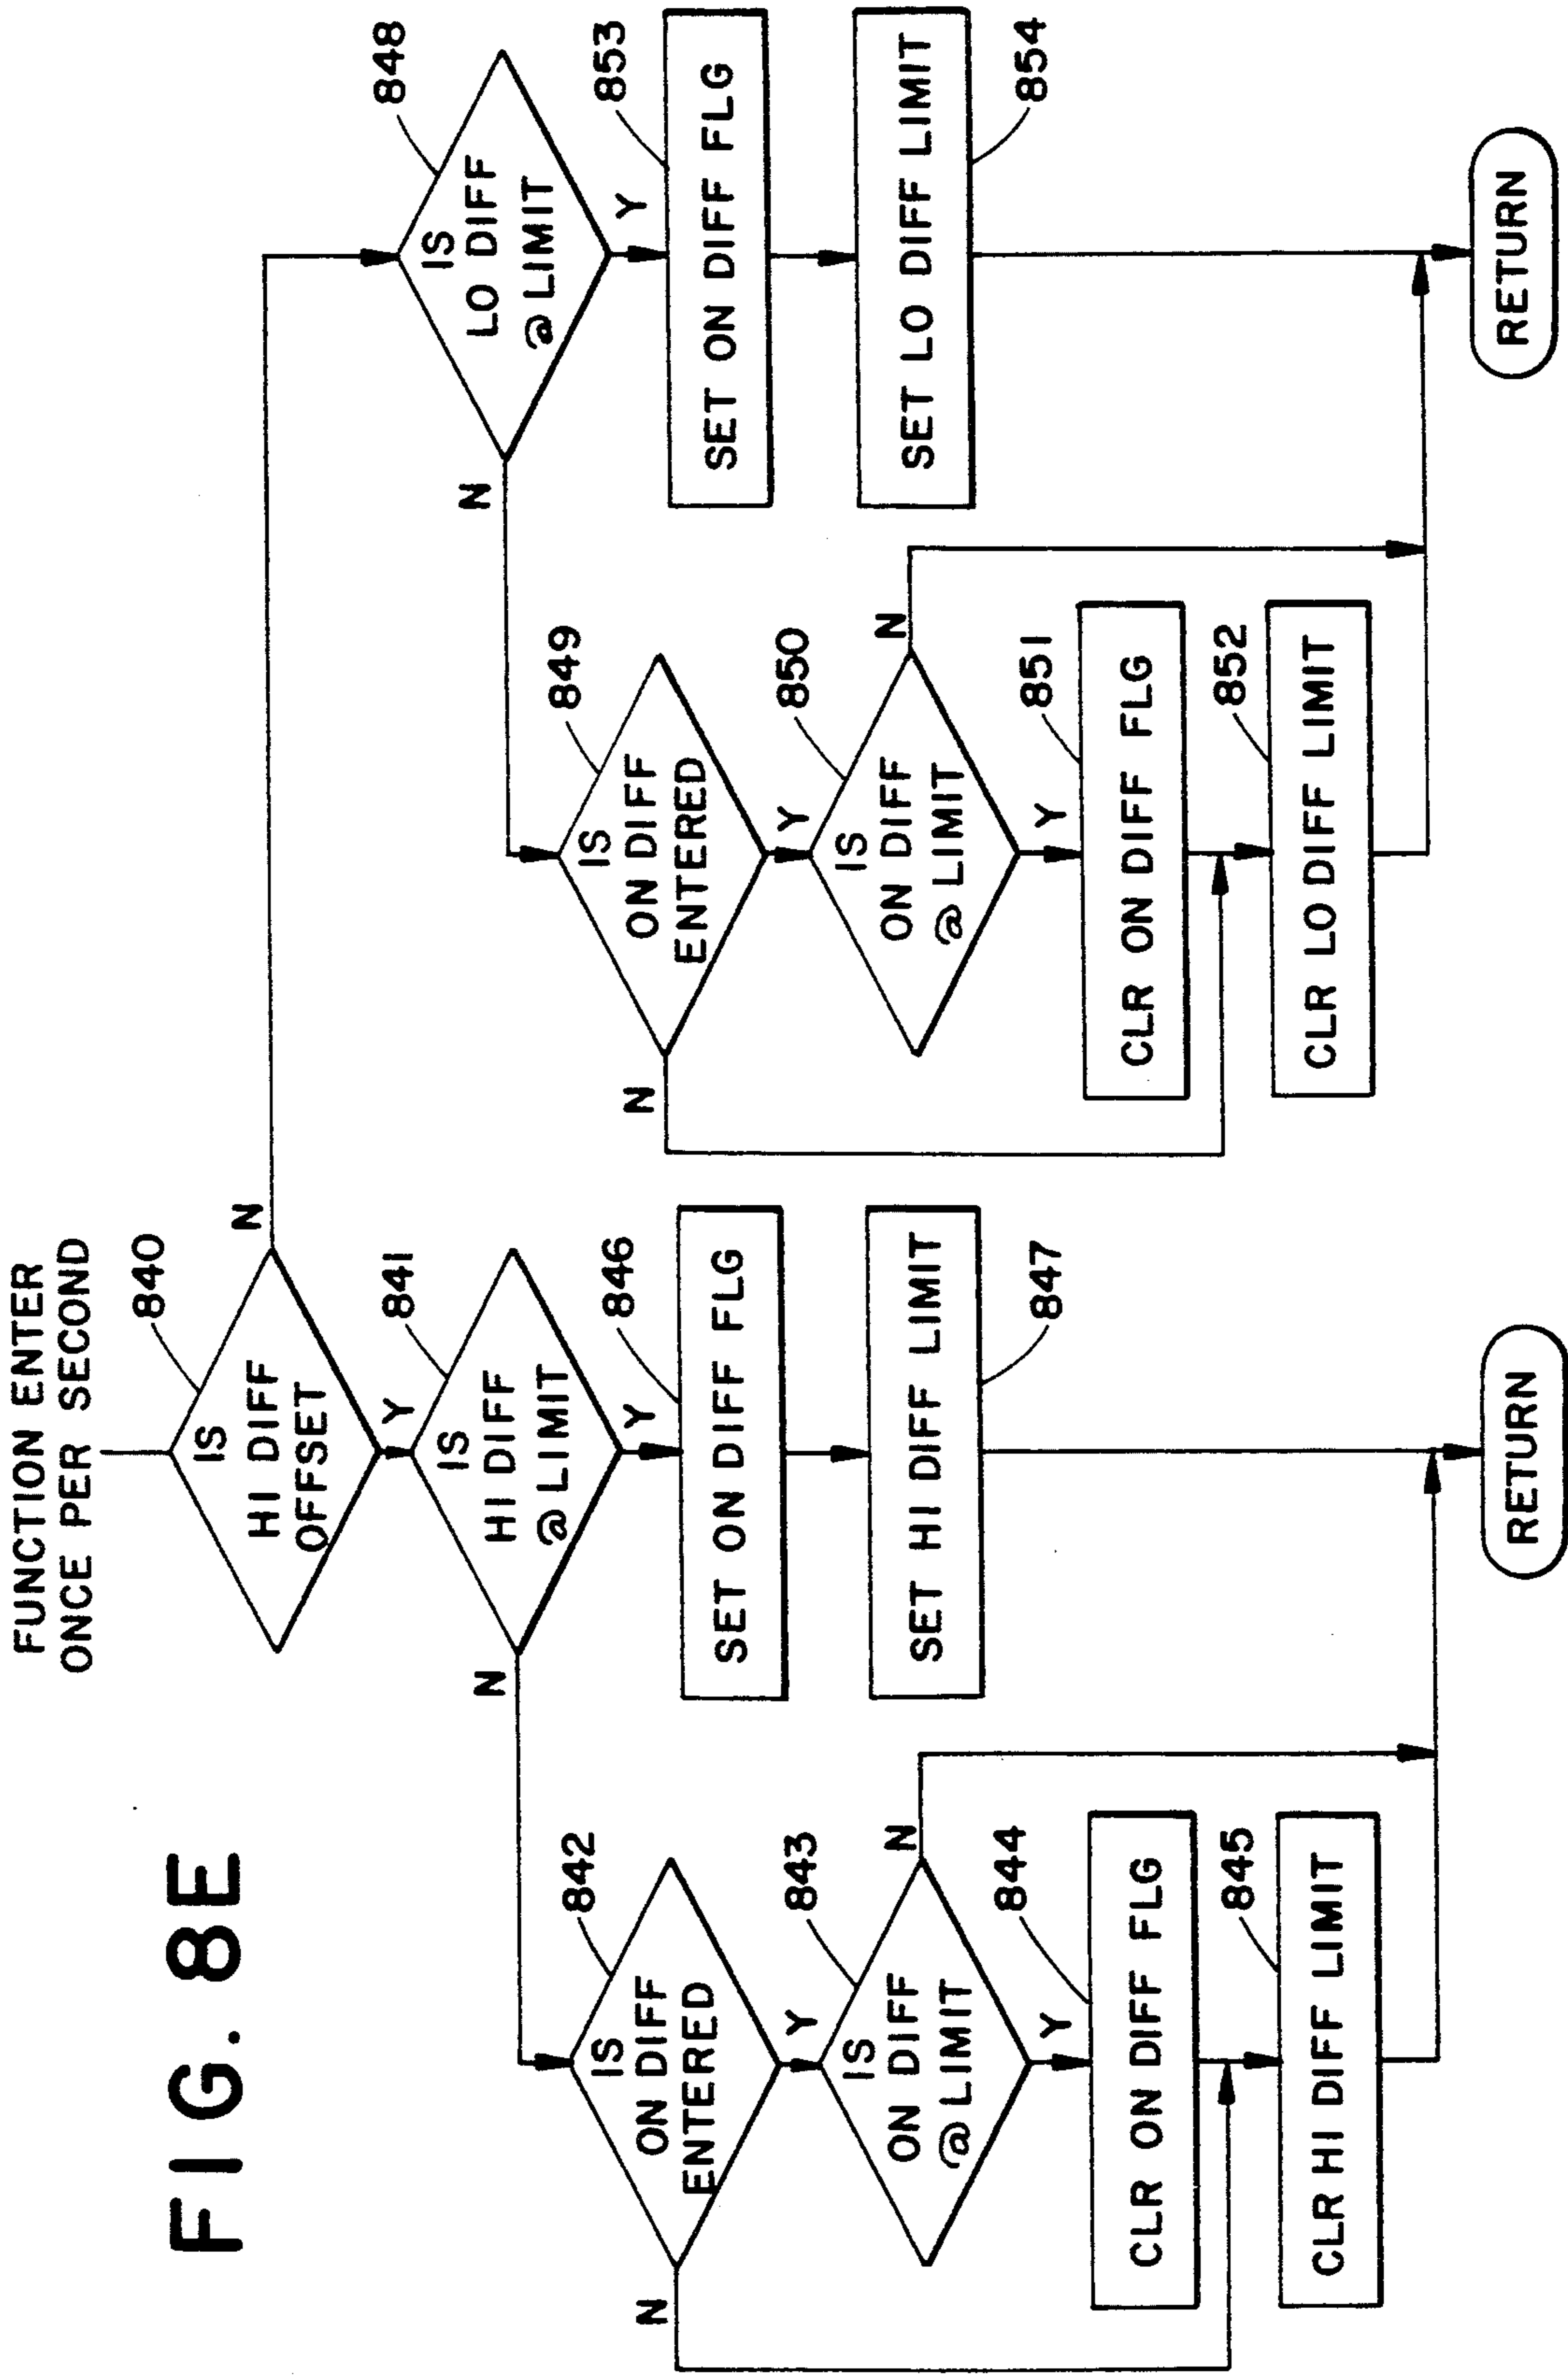 FIG. 8E
FUNCTION ENTER
ONCE PER SECOND
840
IS
HI DIFF
OFFSET
N
Y
841
IS
HI DIFF
@ LIMIT
N
Y
842
IS
ON DIFF
ENTERED
N
Y
843
IS
ON DIFF
@ LIMIT
N
Y
844
CLR ON DIFF FLG
845
CLR HI DIFF LIMIT
846
SET ON DIFF FLG
847
SET HI DIFF LIMIT
RETURN
848
IS
LO DIFF
@ LIMIT
N
Y
849
IS
ON DIFF
ENTERED
N
Y
850
IS
ON DIFF
@ LIMIT
N
Y
851
CLR ON DIFF FLG
852
CLR LO DIFF LIMIT
853
SET ON DIFF FLG
854
SET LO DIFF LIMIT
RETURN